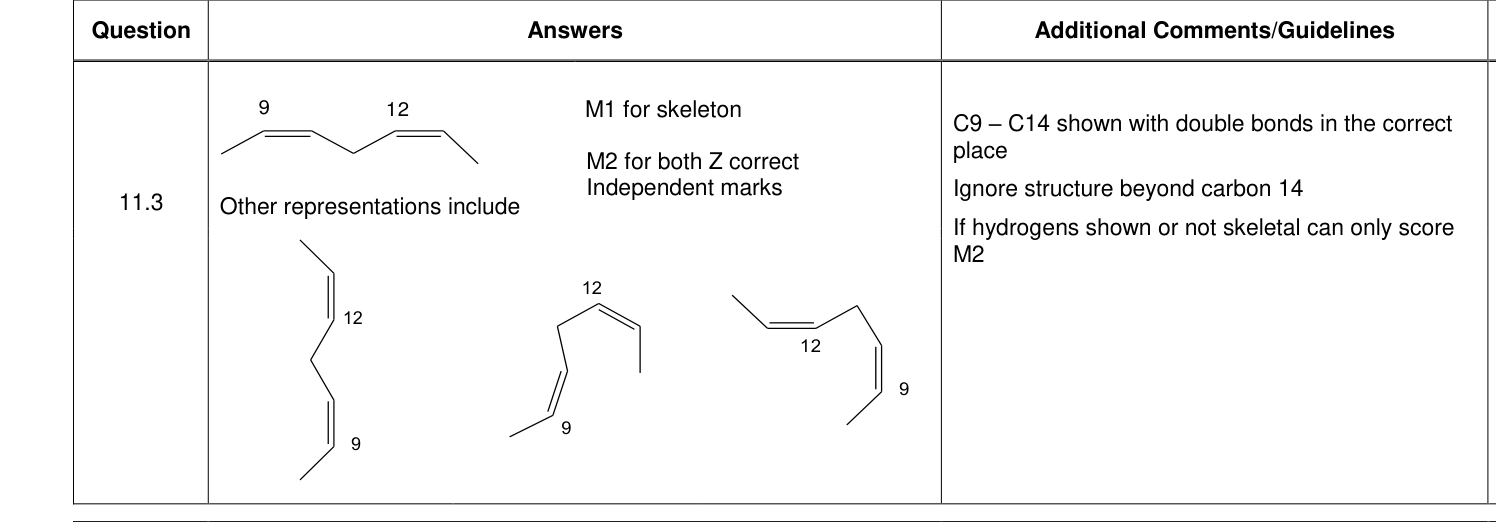 Question
Answers
Additional Comments/Guidelines
11.3
9
12
M1 for skeleton
M2 for both Z correct
Independent marks
Other representations include
12
9
12
9
12
9
C9 – C14 shown with double bonds in the correct
place
Ignore structure beyond carbon 14
If hydrogens shown or not skeletal can only score
M2